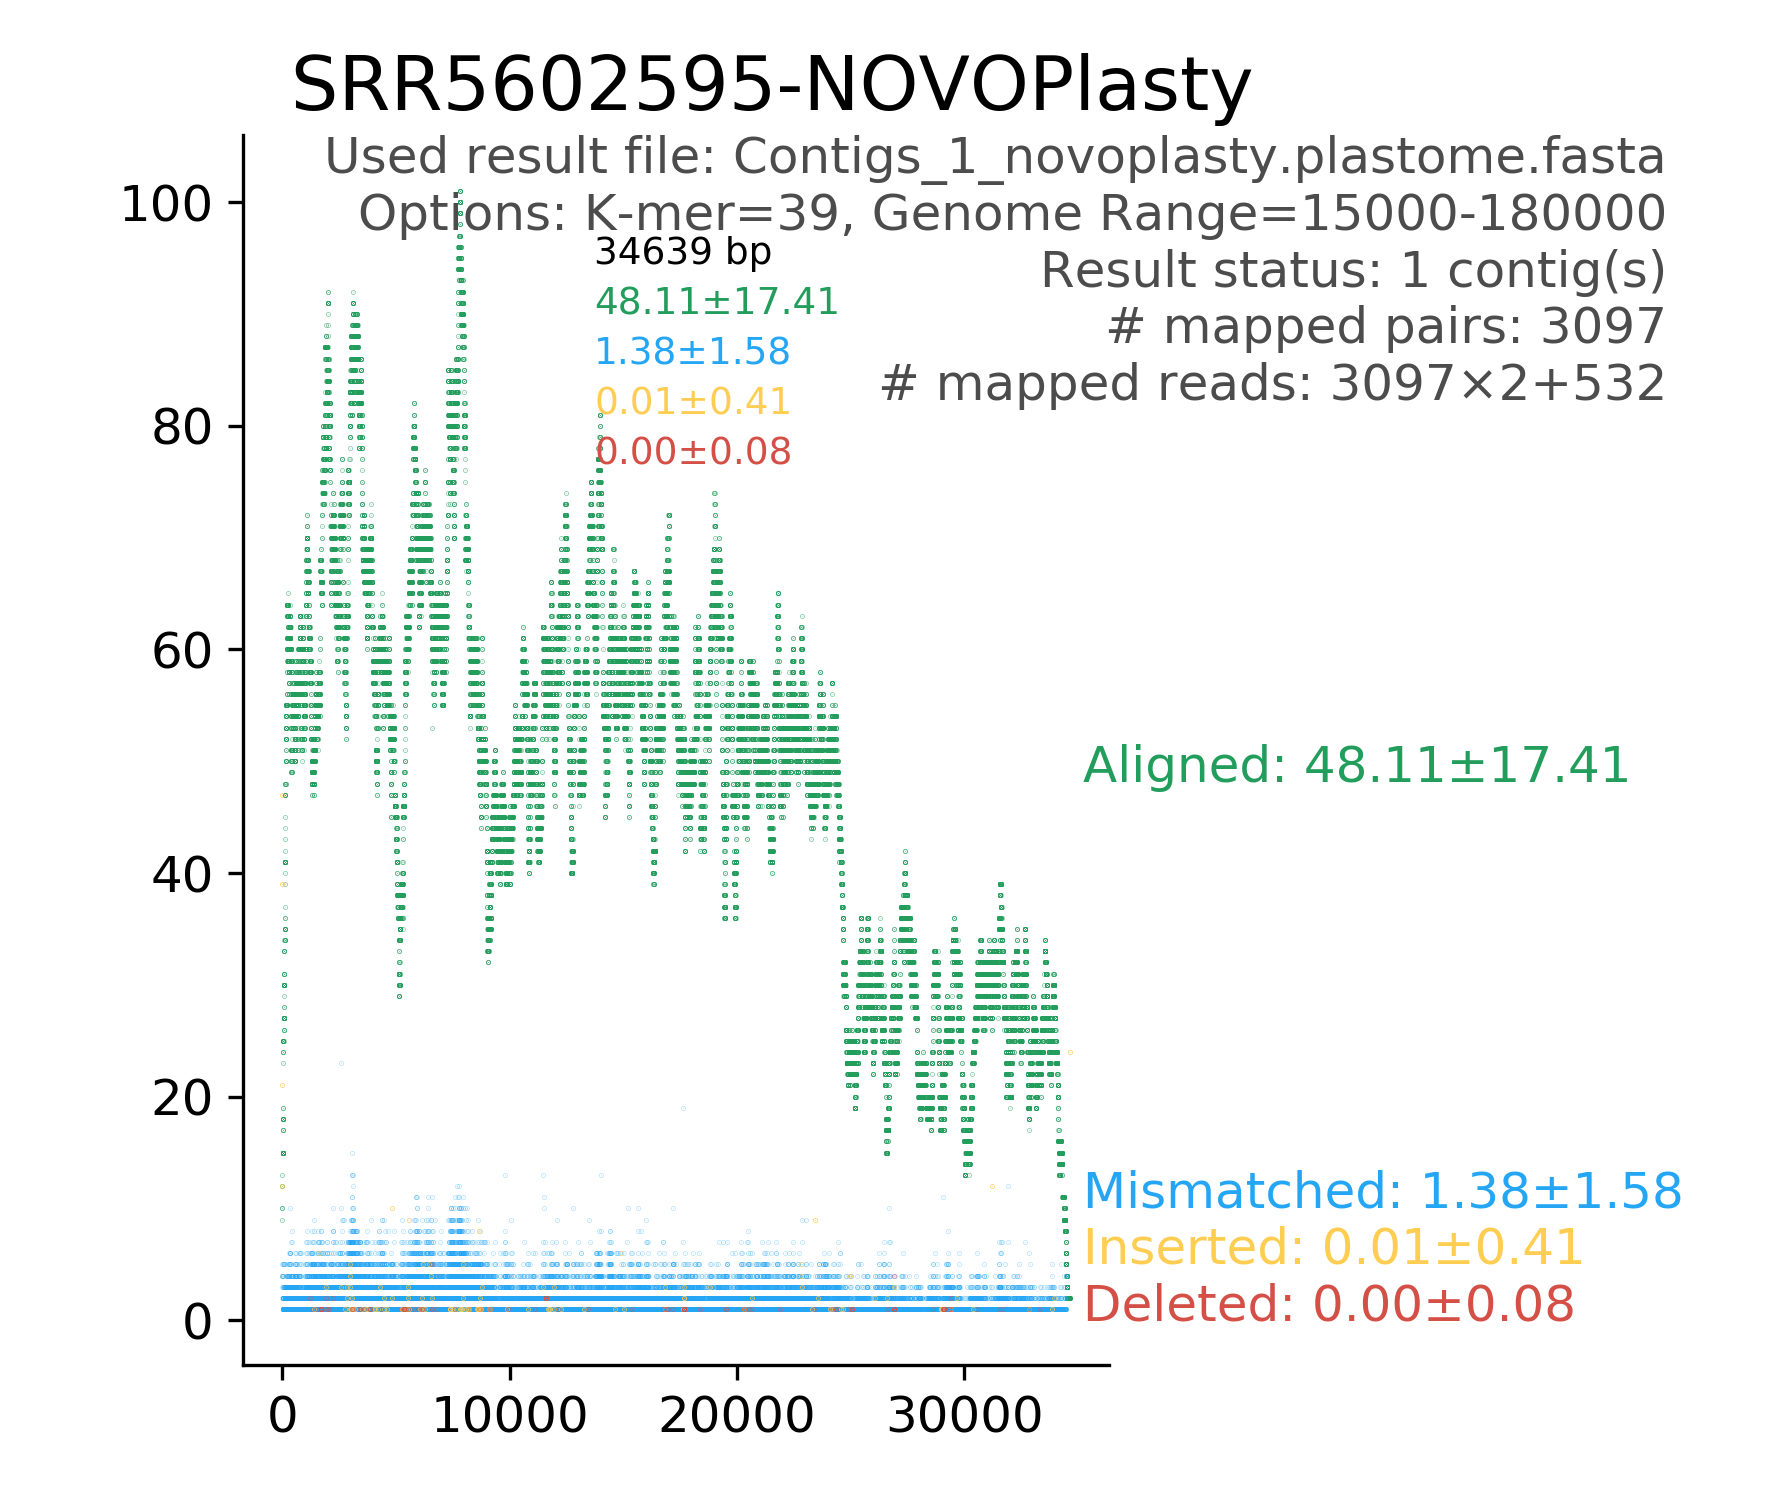 SRR5602595-NOVOPlasty
Used result file: Contigs_1_novoplasty.plastome.fasta
Options: K-mer=39, Genome Range=15000-180000
34639 bp
Result status: 1 contig(s)
48.11±17.41
# mapped pairs: 3097
1.38±1.58
# mapped reads: 3097×2+532
0.01±0.41
0.00±0.08
100
80
60
40
20
0
Aligned: 48.11±17.41
Mismatched: 1.38±1.58
Inserted: 0.01±0.41
Deleted: 0.00±0.08
0 10000 20000 30000